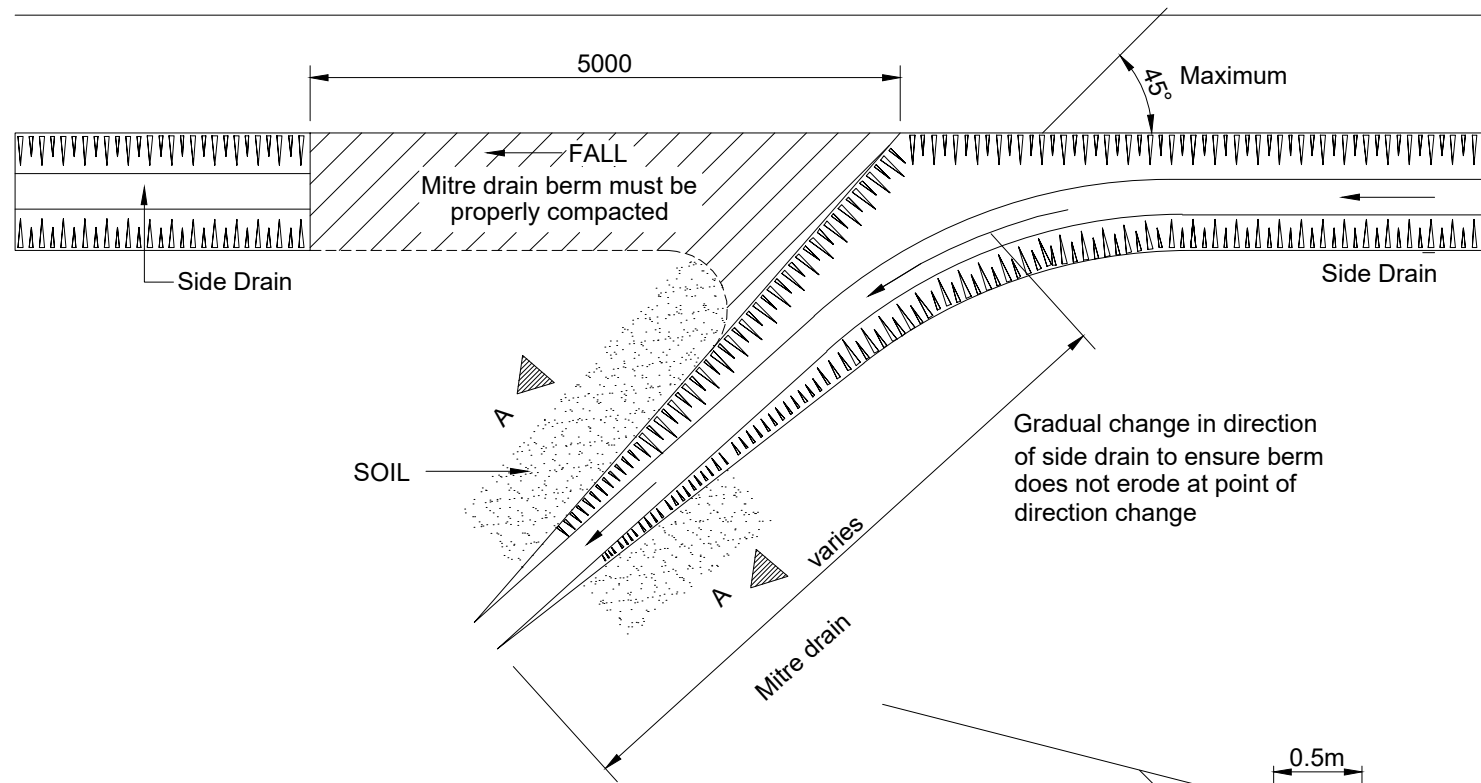 5000
45°
Maximum
FALL
Mitre drain berm must be
properly compacted
Side Drain
Side Drain
A
SOIL
Gradual change in direction
of side drain to ensure berm
does not erode at point of
direction change
varies
A
Mitre drain
0.5m